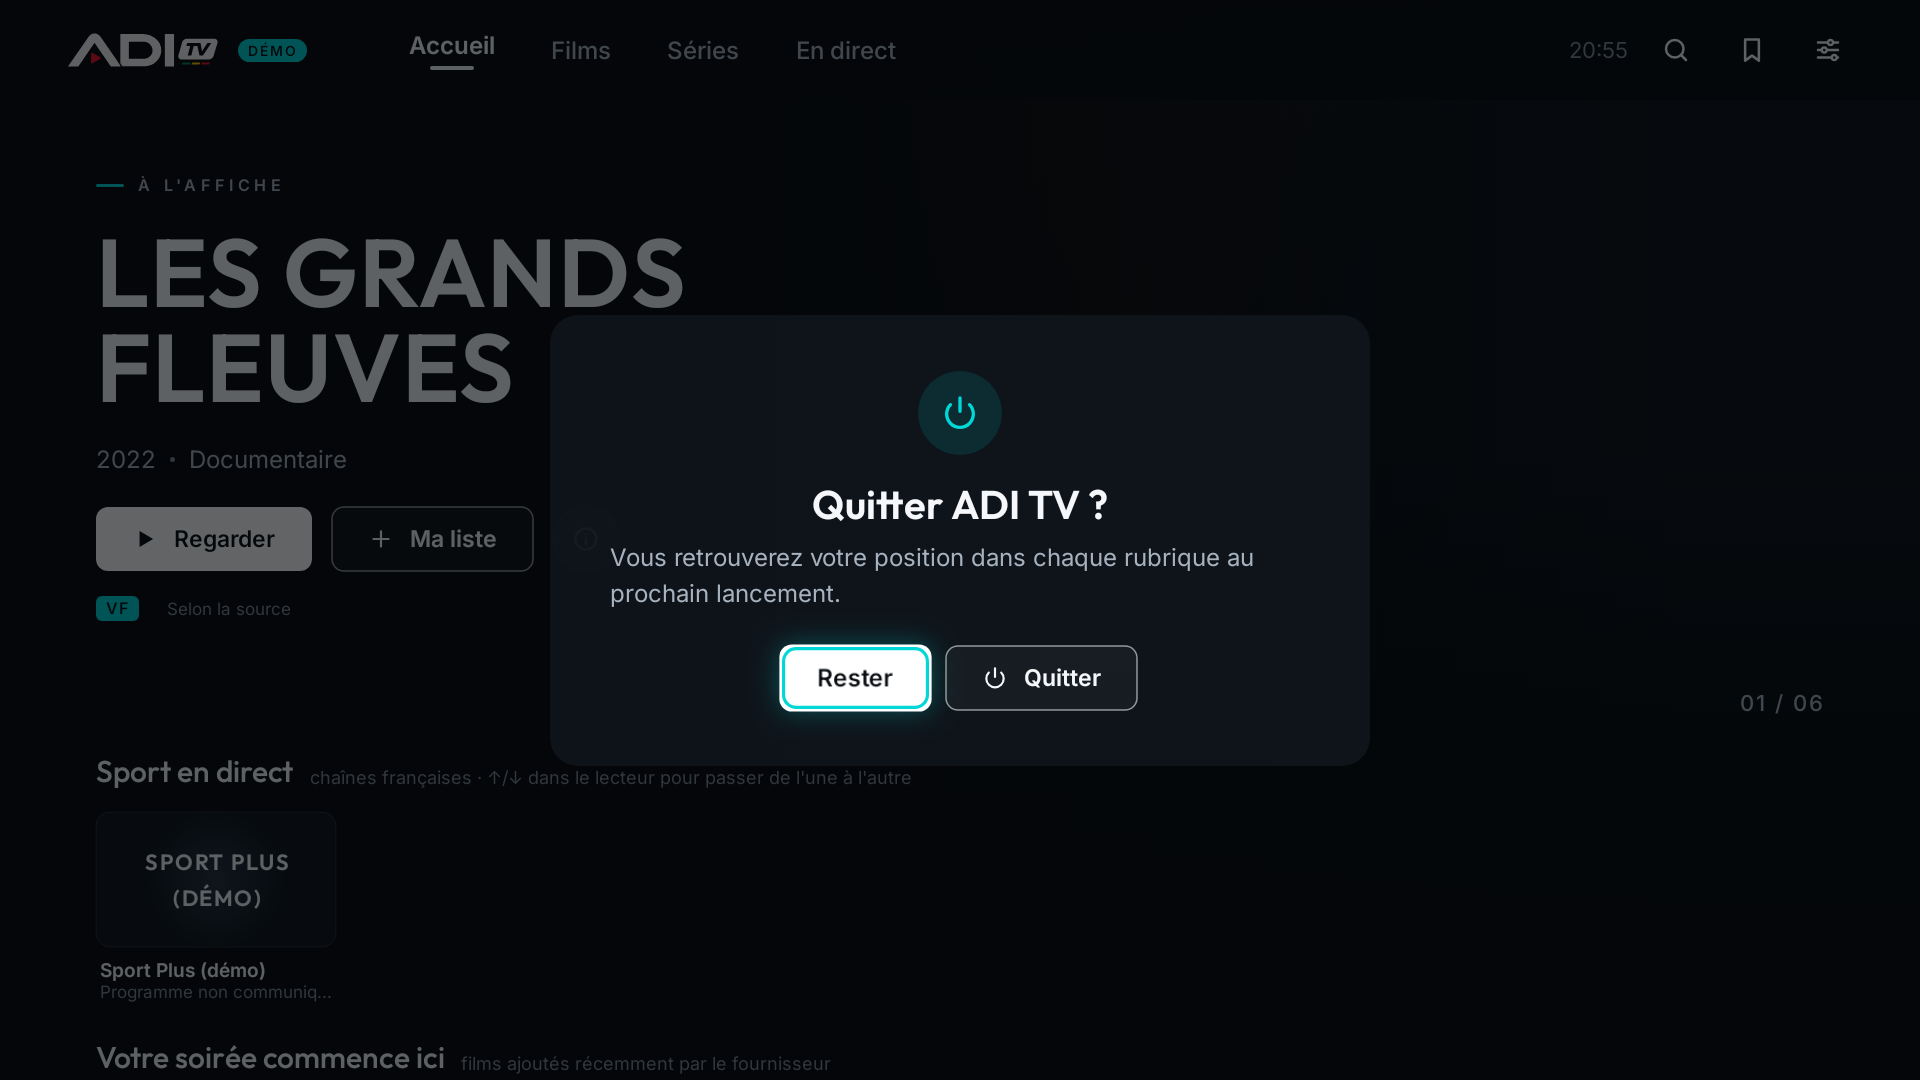 ADI TV DÉMO Accueil Films Séries En direct 20:55
À L'AFFICHE
LES GRANDS
FLEUVES
2022 • Documentaire
Regarder Ma liste
VF Selon la source
Quitter ADI TV ?
Vous retrouverez votre position dans chaque rubrique au
prochain lancement.
Rester Quitter
01 / 06
Sport en direct chaînes françaises · ↑/↓ dans le lecteur pour passer de l'une à l'autre
SPORT PLUS
(DÉMO)
Sport Plus (démo)
Programme non communiq...
Votre soirée commence ici films ajoutés récemment par le fournisseur